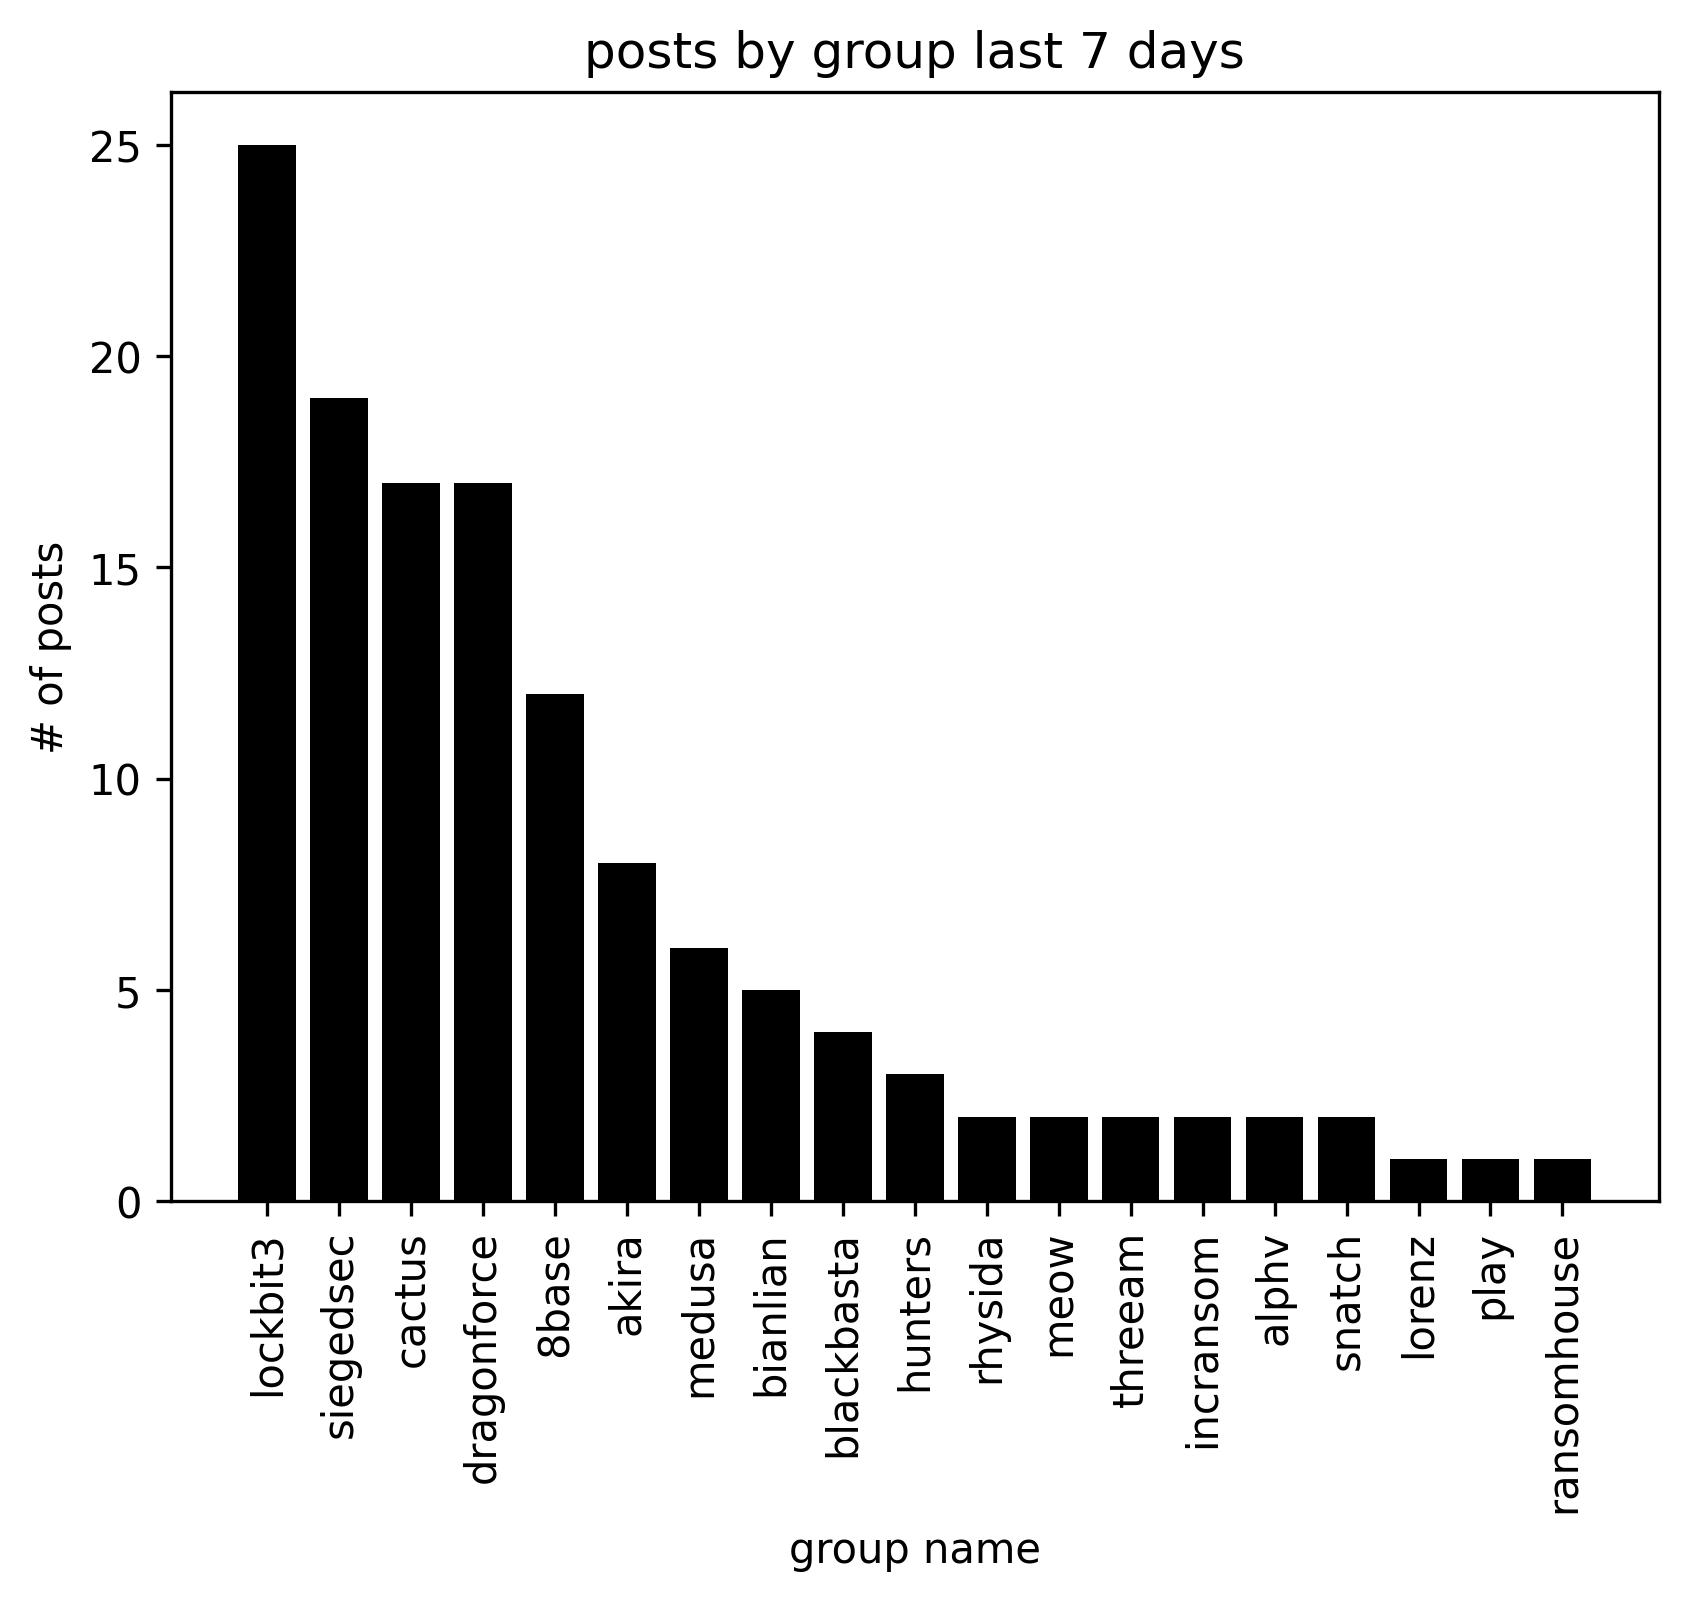 posts by group last 7 days
# of posts
25
20
15
10
5
0
lockbit3
siegedsec
cactus
dragonforce
8base
akira
medusa
bianlian
blackbasta
hunters
rhysida
meow
threeam
incransom
alphv
snatch
lorenz
play
ransomhouse
group name